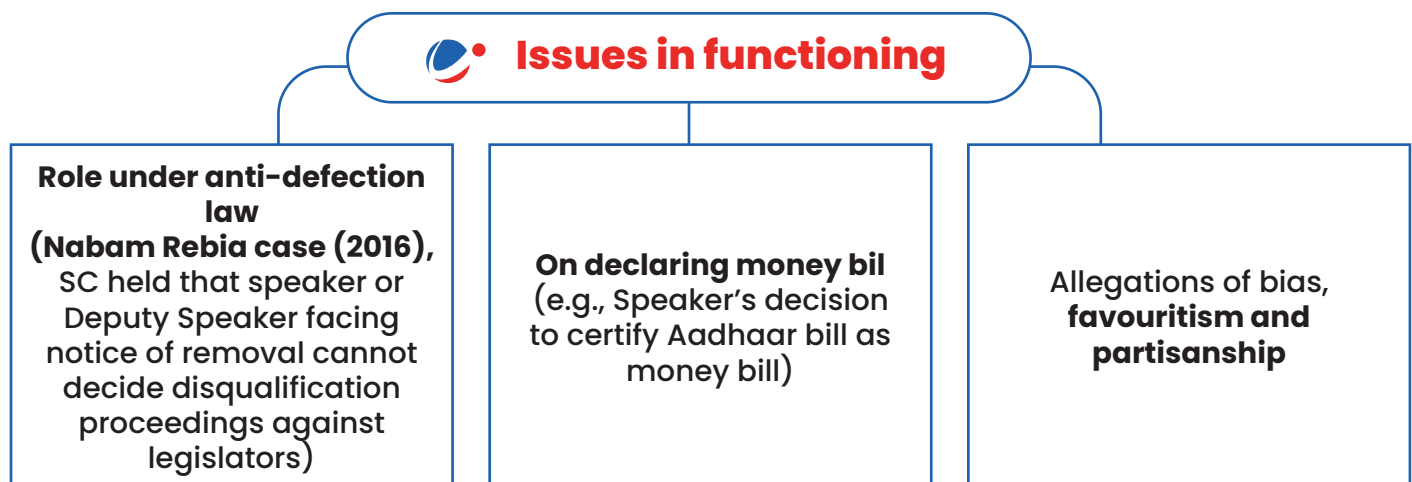 Issues in functioning
Role under anti-defection
law
(Nabam Rebia case (2016),
SC held that speaker or
Deputy Speaker facing
notice of removal cannot
decide disqualification
proceedings against
legislators)
On declaring money bil
(e.g., Speaker's decision
to certify Aadhaar bill as
money bill)
Allegations of bias,
favouritism and
partisanship